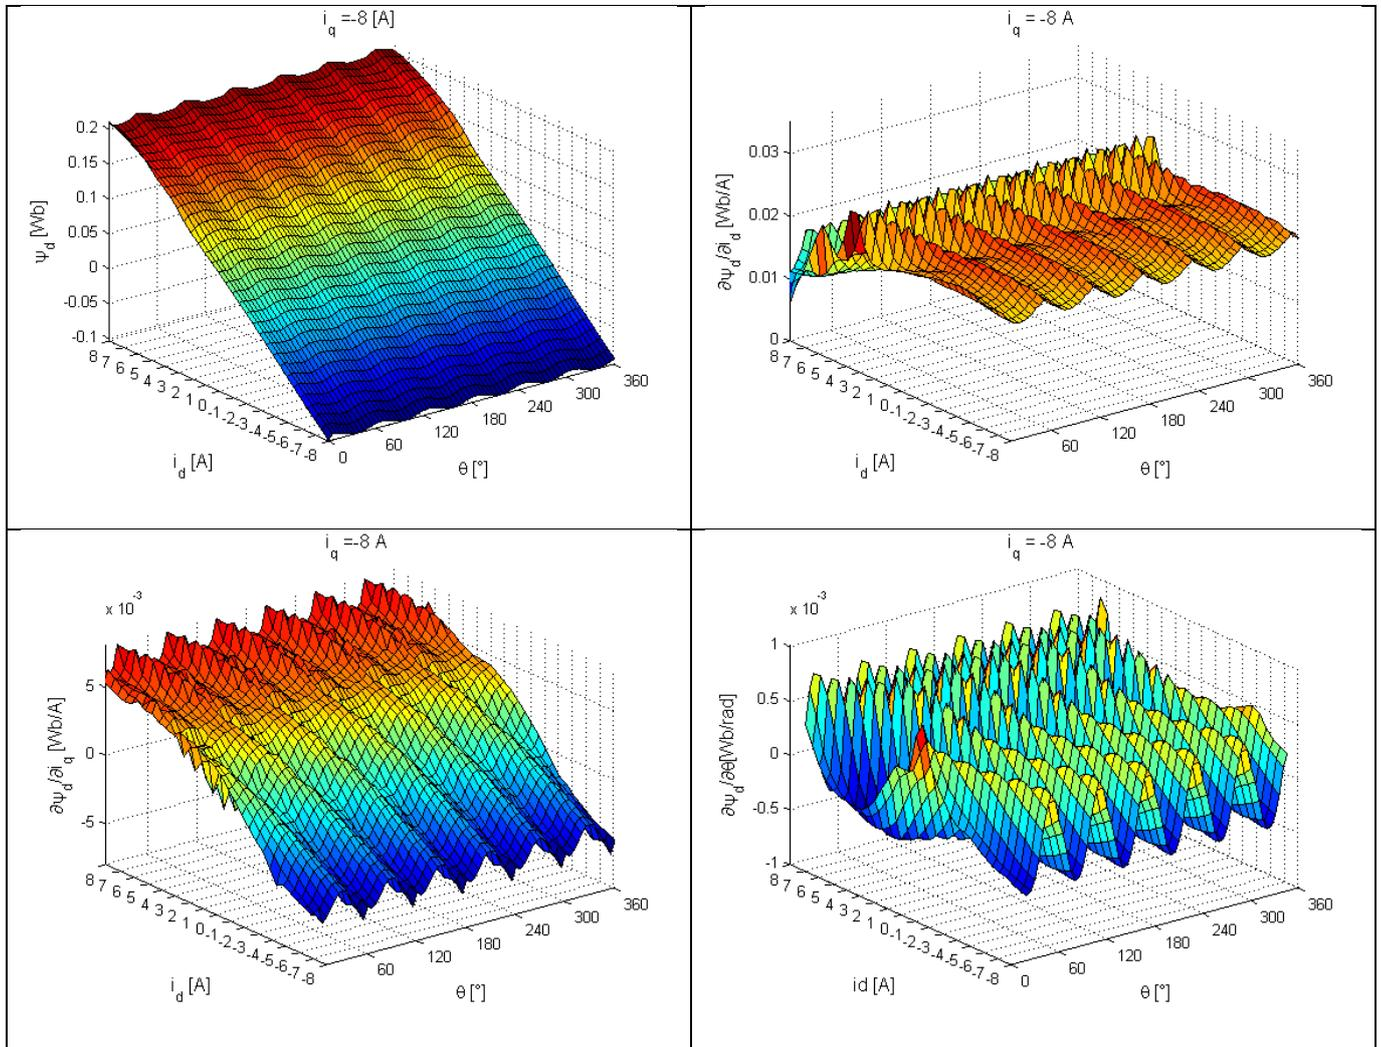 i_q =-8 [A]
ψ_d [Wb]
0.2
0.15
0.1
0.05
0
-0.05
-0.1
8 7 6 5 4 3 2 1 0 -1 -2 -3 -4 -5 -6 -7 -8
i_d [A]
0 60 120 180 240 300 360
θ [°]
i_q = -8 A
∂ψ_d/∂i_d [Wb/A]
0.03
0.02
0.01
0
8 7 6 5 4 3 2 1 0 -1 -2 -3 -4 -5 -6 -7 -8
i_d [A]
60 120 180 240 300 360
θ [°]
i_q =-8 A
x 10^-3
∂ψ_d/∂i_q [Wb/A]
5
0
-5
8 7 6 5 4 3 2 1 0 -1 -2 -3 -4 -5 -6 -7 -8
i_d [A]
60 120 180 240 300 360
θ [°]
i_q = -8 A
x 10^-3
∂ψ_d/∂θ[Wb/rad]
1
0.5
0
-0.5
-1
8 7 6 5 4 3 2 1 0 -1 -2 -3 -4 -5 -6 -7 -8
id [A]
0 60 120 180 240 300 360
θ [°]